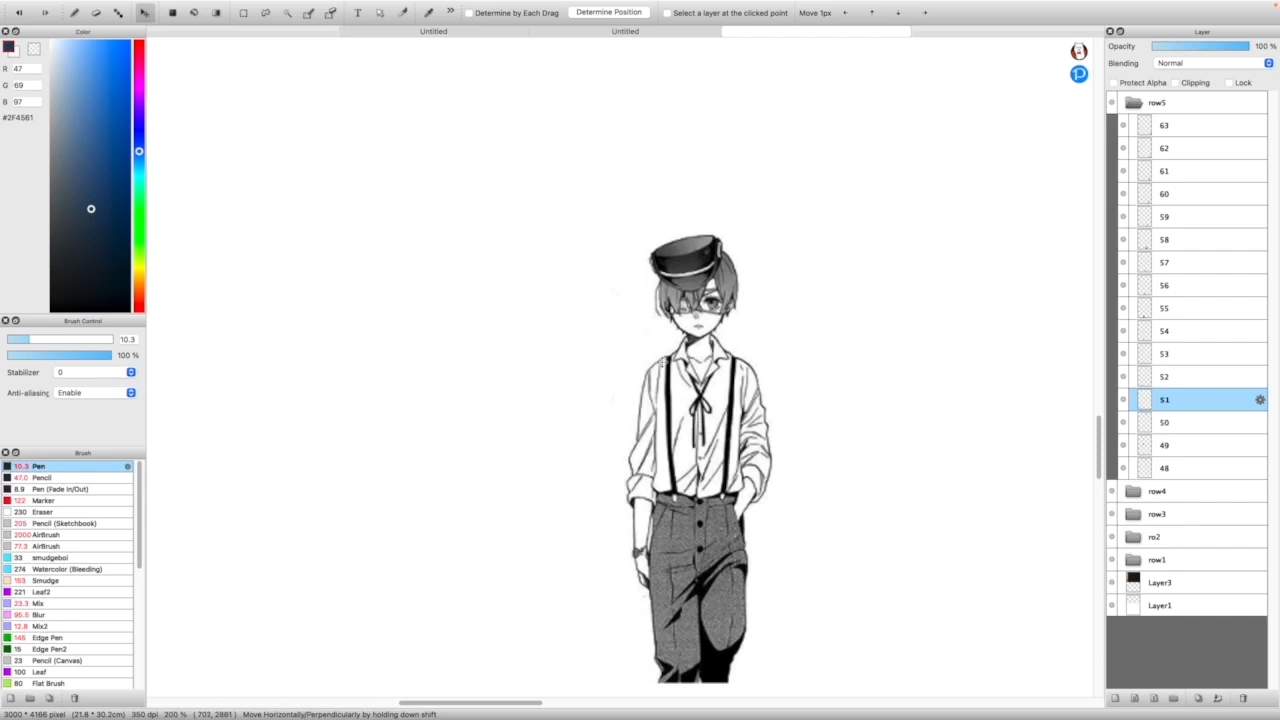 Determine by Each Drag Determine Position Select a layer at the clicked point Move 1px
Color Untitled Untitled Layer
Opacity 100 %
Blending Normal
Protect Alpha Clipping Lock
R 47
G 69
B 97
#2F4561
Brush Control
10.3
100 %
Stabilizer 0
Anti-aliasing Enable
Brush
10.3 Pen
47.0 Pencil
8.9 Pen (Fade In/Out)
122 Marker
230 Eraser
205 Pencil (Sketchbook)
2000 AirBrush
77.3 AirBrush
33 smudgeboi
274 Watercolor (Bleeding)
153 Smudge
221 Leaf2
23.3 Mix
95.5 Blur
12.8 Mix2
145 Edge Pen
15 Edge Pen2
23 Pencil (Canvas)
100 Leaf
80 Flat Brush
row5
63
62
61
60
59
58
57
56
55
54
53
52
51
50
49
48
row4
row3
ro2
row1
Layer3
Layer1
3000 * 4166 pixel (21.8 * 30.2cm) 350 dpi 200 % ( 702, 2881 ) Move Horizontally/Perpendicularly by holding down shift